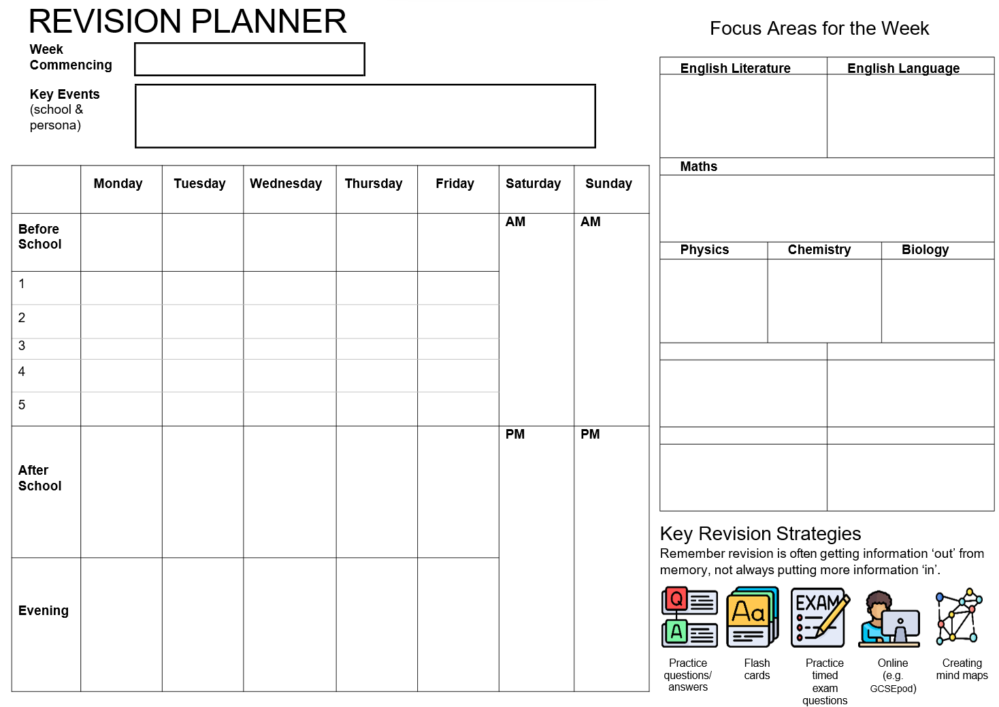 REVISION PLANNER
Week
Commencing
Key Events
(school &
persona)
Monday Tuesday Wednesday Thursday Friday Saturday Sunday
Before
School
AM AM
1
2
3
4
5
After
School
PM PM
Evening
Focus Areas for the Week
English Literature English Language
Maths
Physics Chemistry Biology
Key Revision Strategies
Remember revision is often getting information ‘out’ from
memory, not always putting more information ‘in’.
Q
A
Aa
EXAM
Practice
questions/
answers
Flash
cards
Practice
timed
exam
questions
Online
(e.g.
GCSEpod)
Creating
mind maps